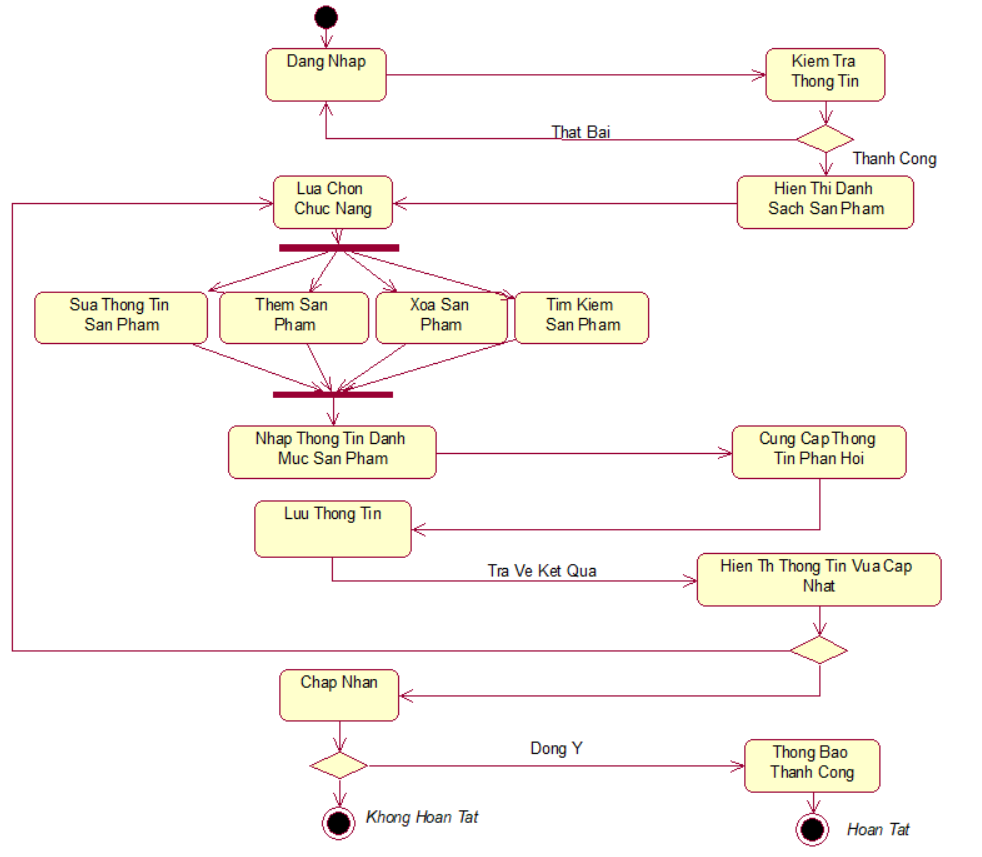 Dang Nhap
Kiem Tra
Thong Tin
That Bai
Thanh Cong
Lua Chon
Chuc Nang
Hien Thi Danh
Sach San Pham
Sua Thong Tin
San Pham
Them San
Pham
Xoa San
Pham
Tim Kiem
San Pham
Nhap Thong Tin Danh
Muc San Pham
Cung Cap Thong
Tin Phan Hoi
Luu Thong Tin
Tra Ve Ket Qua
Hien Th Thong Tin Vua Cap
Nhat
Chap Nhan
Dong Y
Thong Bao
Thanh Cong
Khong Hoan Tat
Hoan Tat